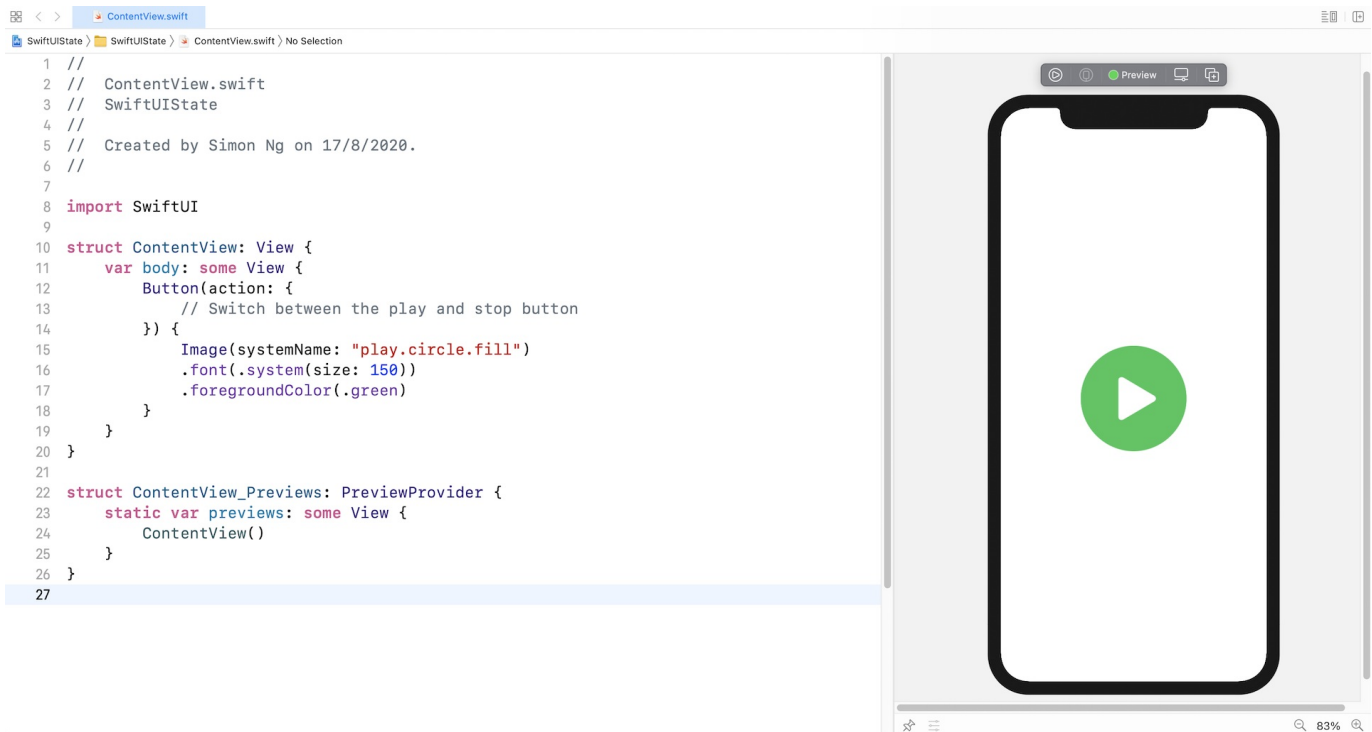 ContentView.swift
SwiftUIState 〉 SwiftUIState 〉 ContentView.swift 〉 No Selection
1 //
2 //  ContentView.swift
3 //  SwiftUIState
4 //
5 //  Created by Simon Ng on 17/8/2020.
6 //
7
8 import SwiftUI
9
10 struct ContentView: View {
11     var body: some View {
12         Button(action: {
13             // Switch between the play and stop button
14         }) {
15             Image(systemName: "play.circle.fill")
16             .font(.system(size: 150))
17             .foregroundColor(.green)
18         }
19     }
20 }
21
22 struct ContentView_Previews: PreviewProvider {
23     static var previews: some View {
24         ContentView()
25     }
26 }
27
Preview
83%